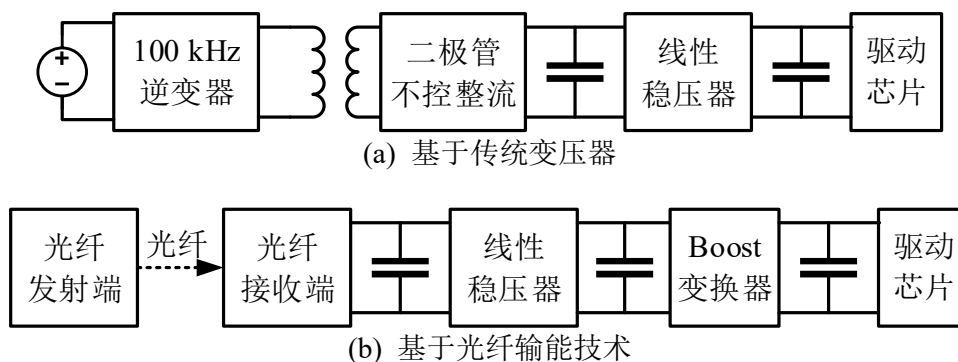 100 kHz
逆变器
二极管
不控整流
线性
稳压器
驱动
芯片
(a) 基于传统变压器
光纤
发射端
光纤
光纤
接收端
线性
稳压器
Boost
变换器
驱动
芯片
(b) 基于光纤输能技术